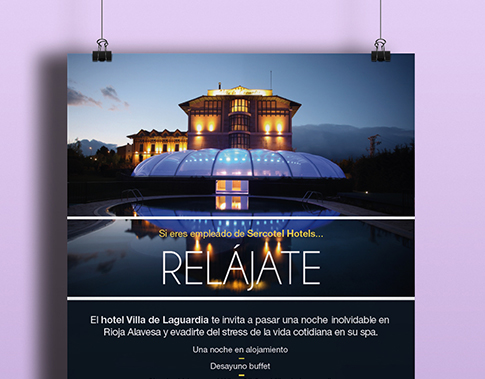 Si eres empleado de Sercotel Hotels...
RELÁJATE
El hotel Villa de Laguardia te invita a pasar una noche inolvidable en
Rioja Alavesa y evadirte del stress de la vida cotidiana en su spa.
Una noche en alojamiento
Desayuno buffet